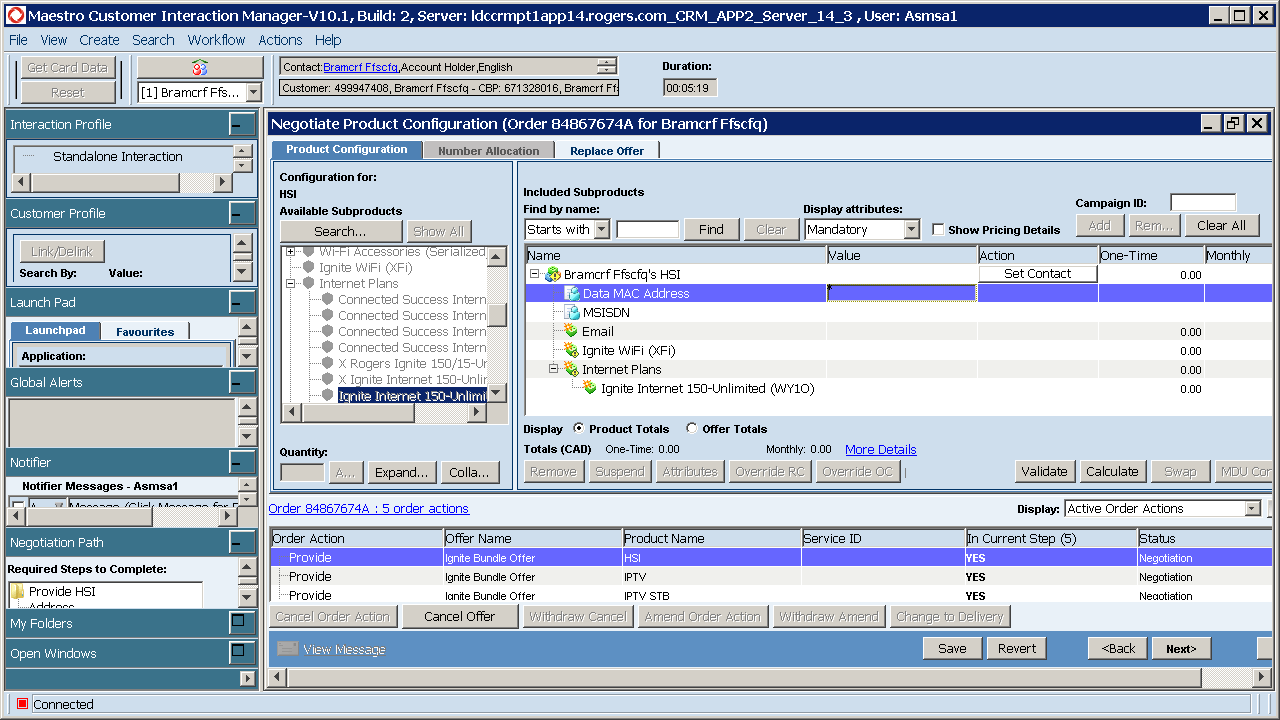 Maestro Customer Interaction Manager-V10.1, Build: 2, Server: ldccrmpt1app14.rogers.com_CRM_APP2_Server_14_3 , User: Asmsa1
File View Create Search Workflow Actions Help
Get Card Data
Reset
[1] Bramcrf Ffs...
Contact:Bramcrf Ffscfq,Account Holder,English
Customer: 499947408, Bramcrf Ffscfq - CBP: 671328016, Bramcrf Ff
Duration:
00:05:19
Interaction Profile
Standalone Interaction
Customer Profile
Link/Delink
Search By: Value:
Launch Pad
Launchpad Favourites
Application:
Global Alerts
Notifier
Notifier Messages - Asmsa1
Negotiation Path
Required Steps to Complete:
Provide HSI
Address
My Folders
Open Windows
Negotiate Product Configuration (Order 84867674A for Bramcrf Ffscfq)
Product Configuration Number Allocation Replace Offer
Configuration for:
HSI
Available Subproducts
Search... Show All
Wi-Fi Accessories (Serialized
Ignite WiFi (XFi)
Internet Plans
Connected Success Intern
Connected Success Intern
Connected Success Intern
Connected Success Intern
X Rogers Ignite 150/15-Un
X Ignite Internet 150-Unlir
Ignite Internet 150-Unlimi
Quantity:
A... Expand... Colla...
Included Subproducts
Find by name: Display attributes: Campaign ID:
Starts with Find Clear Mandatory Show Pricing Details Add Rem... Clear All
Name Value Action One-Time Monthly
Bramcrf Ffscfq's HSI Set Contact 0.00
Data MAC Address *
MSISDN
Email 0.00
Ignite WiFi (XFi) 0.00
Internet Plans 0.00
Ignite Internet 150-Unlimited (WY1O) 0.00
Display Product Totals Offer Totals
Totals (CAD) One-Time: 0.00 Monthly: 0.00 More Details
Remove Suspend Attributes Override RC Override OC Validate Calculate Swap MDU Cor
Order 84867674A : 5 order actions Display: Active Order Actions
Order Action Offer Name Product Name Service ID In Current Step (5) Status
Provide Ignite Bundle Offer HSI YES Negotiation
Provide Ignite Bundle Offer IPTV YES Negotiation
Provide Ignite Bundle Offer IPTV STB YES Negotiation
Cancel Order Action Cancel Offer Withdraw Cancel Amend Order Action Withdraw Amend Change to Delivery
View Message Save Revert <Back Next>
Connected